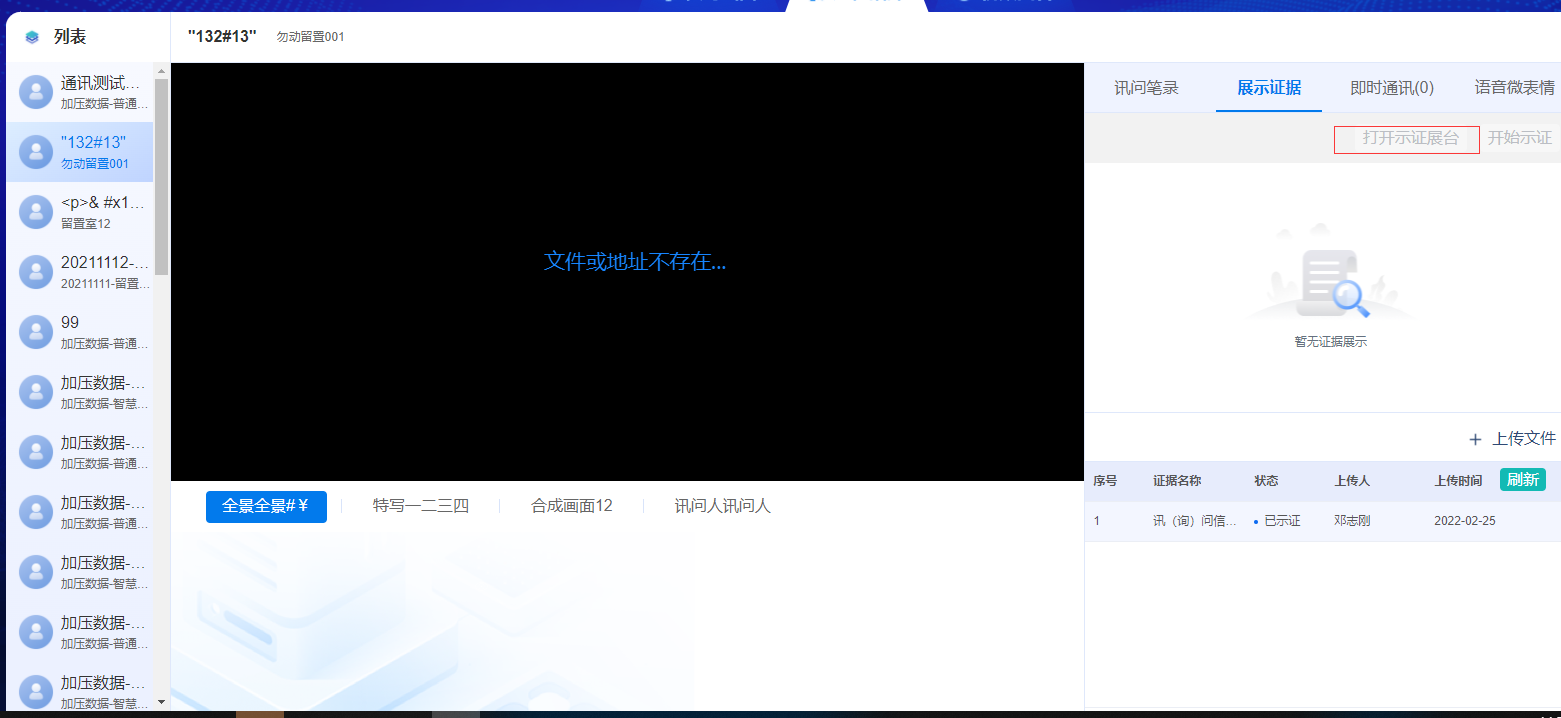 列表
"132#13" 勿动留置001
通讯测试...
加压数据-普通...
"132#13"
勿动留置001
<p>& #x1...
留置室12
20211112-...
20211111-留置...
99
加压数据-普通...
加压数据-...
加压数据-智慧...
加压数据-...
加压数据-普通...
加压数据-...
加压数据-普通...
加压数据-...
加压数据-智慧...
加压数据-...
加压数据-普通...
加压数据-...
加压数据-智慧...
文件或地址不存在...
全景全景#￥ 特写一二三四 合成画面12 讯问人讯问人
讯问笔录 展示证据 即时通讯(0) 语音微表情
打开示证展台 开始示证
暂无证据展示
+ 上传文件
序号 证据名称 状态 上传人 上传时间 刷新
1 讯（询）问信... 已示证 邓志刚 2022-02-25